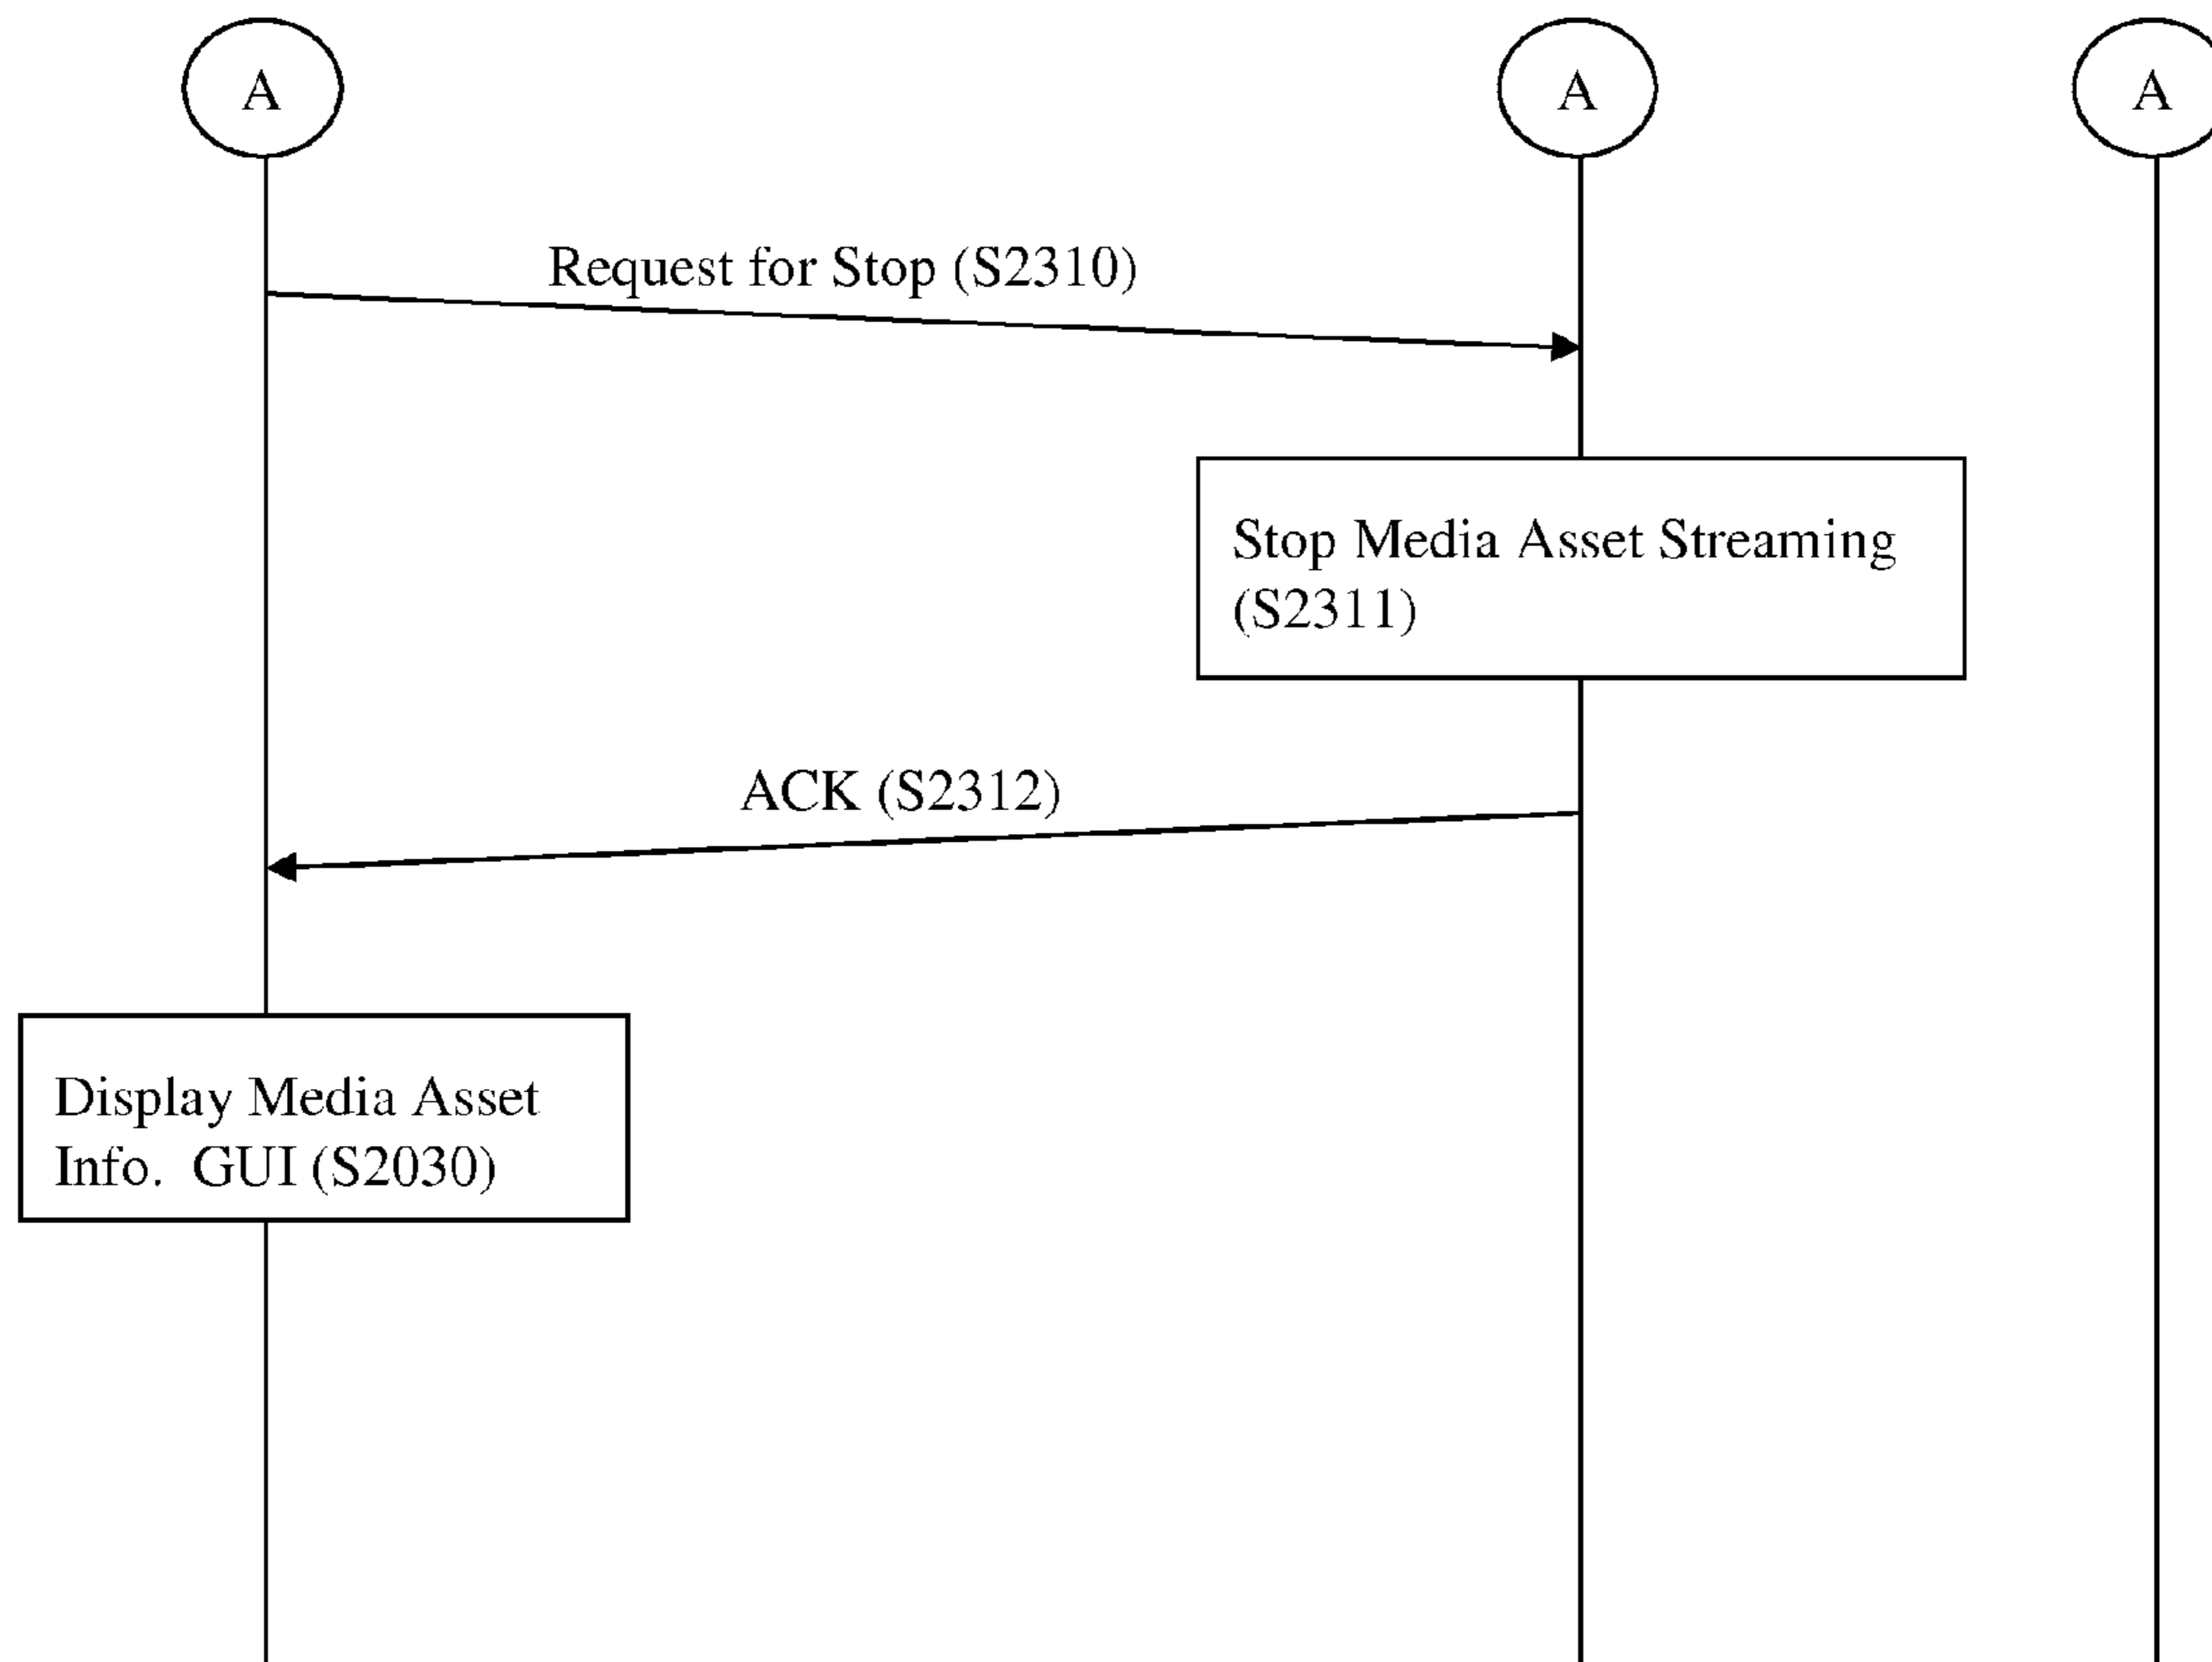 A
A
A
Request for Stop (S2310)
Stop Media Asset Streaming
(S2311)
ACK (S2312)
Display Media Asset
Info. GUI (S2030)